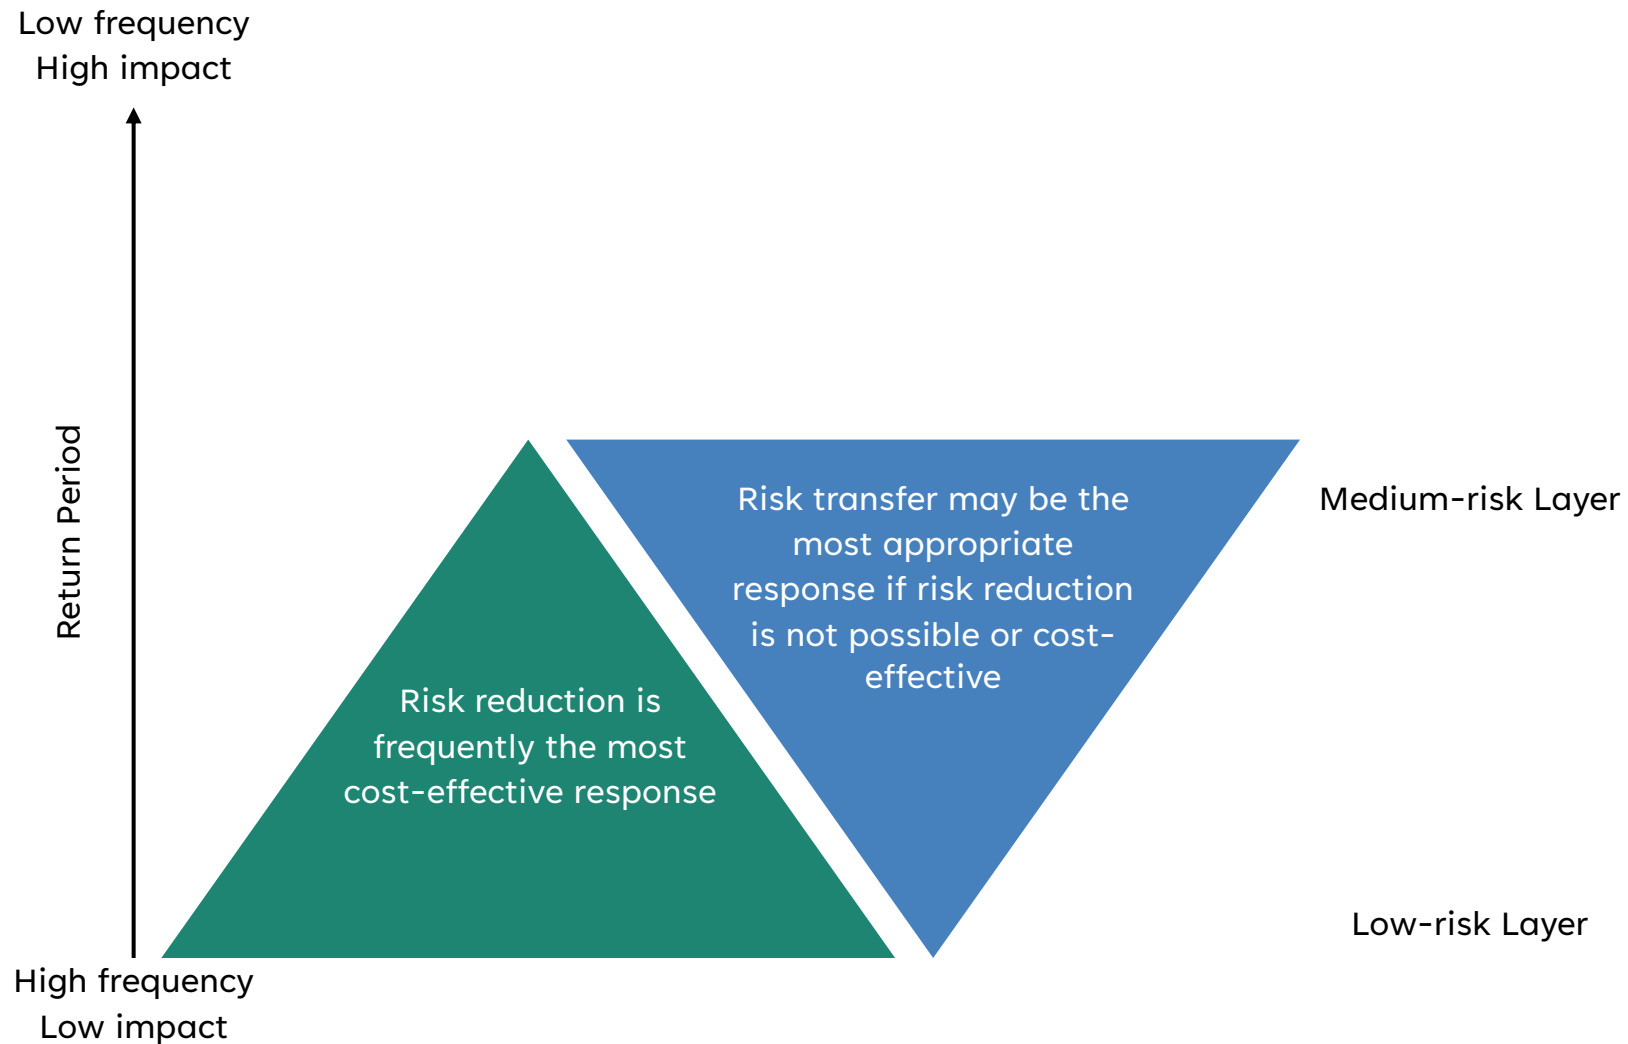 Low frequency
High impact
Return Period
Risk transfer may be the
most appropriate
response if risk reduction
is not possible or cost-
effective
Medium-risk Layer
Risk reduction is
frequently the most
cost-effective response
Low-risk Layer
High frequency
Low impact